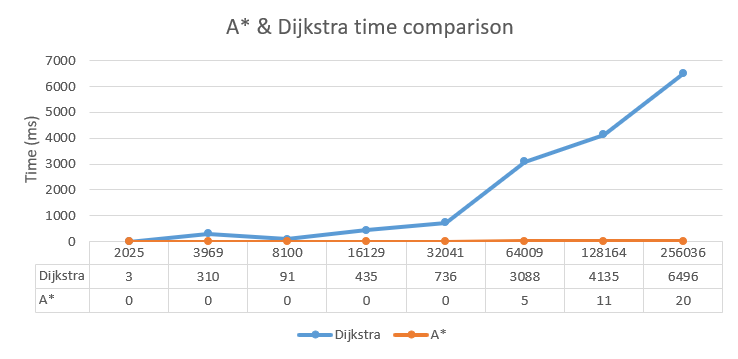 A* & Dijkstra time comparison
Time (ms)
7000
6000
5000
4000
3000
2000
1000
0
2025 3969 8100 16129 32041 64009 128164 256036
Dijkstra 3 310 91 435 736 3088 4135 6496
A* 0 0 0 0 0 5 11 20
Dijkstra A*